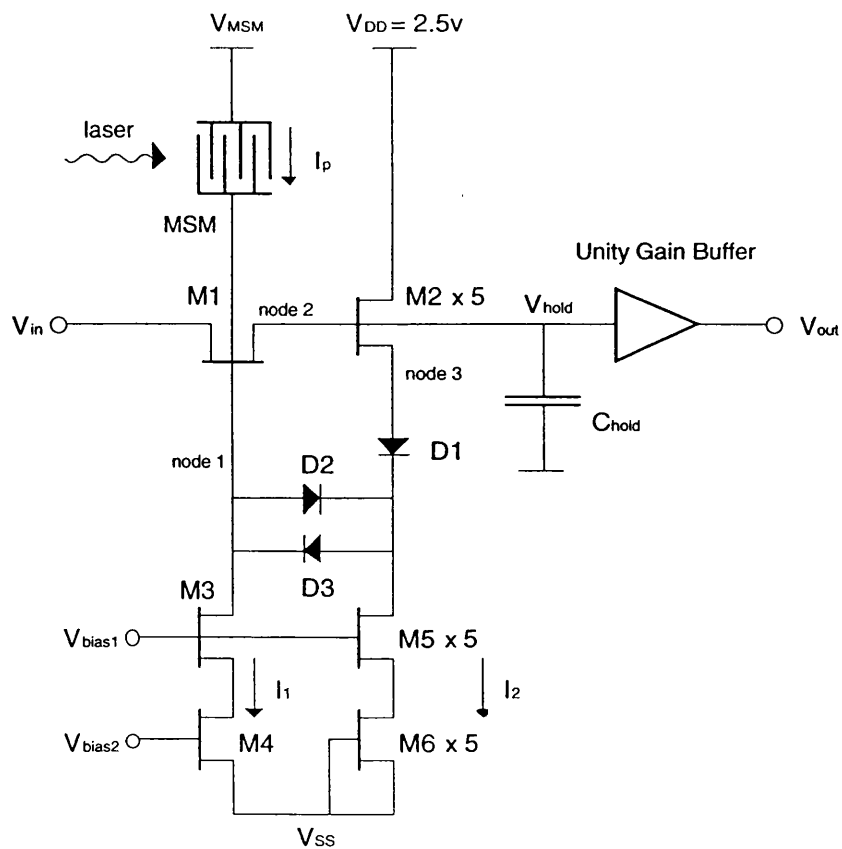 VMSM
VDD = 2.5v
laser
Ip
MSM
Unity Gain Buffer
M1
node 2
M2 x 5
Vhold
Vin
Vout
node 3
Chold
node 1
D2
D1
D3
M3
Vbias1
M5 x 5
I1
I2
Vbias2
M4
M6 x 5
VSS